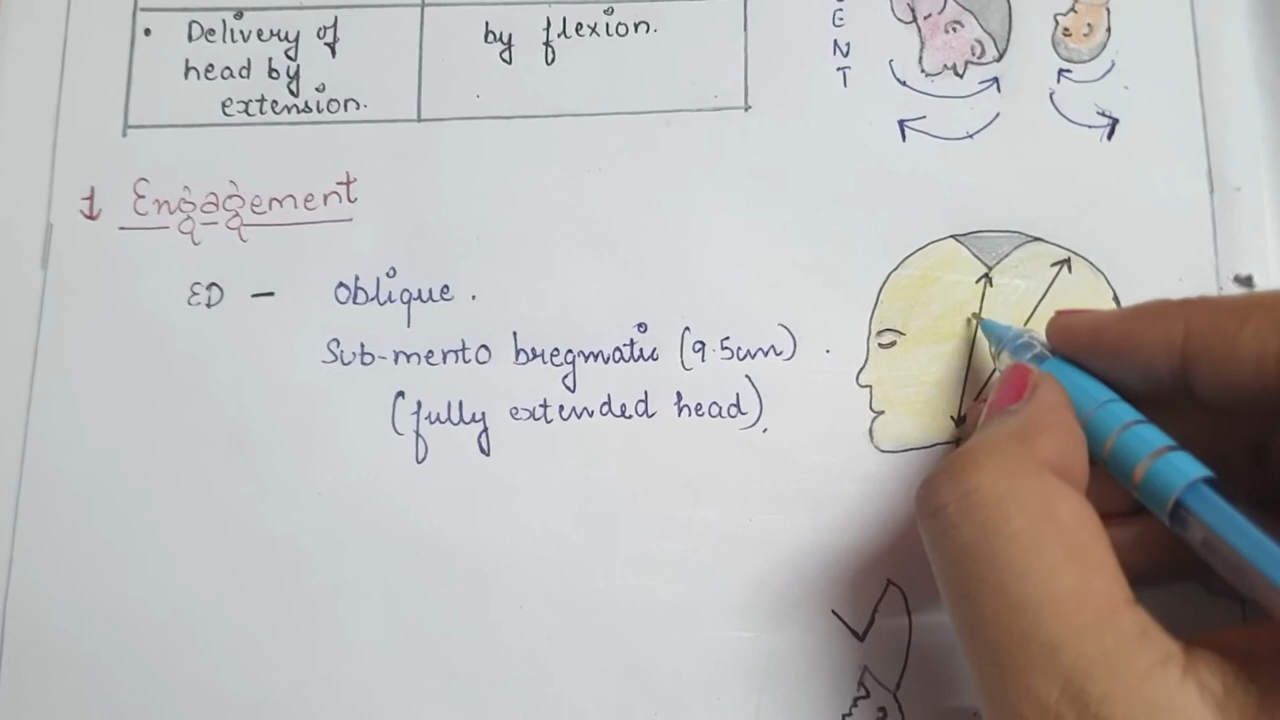 • Delivery of
head by
extension.
by flexion.
E
N
T
1 Engagement
ED - Oblique.
Sub-mento bregmatic (9.5cm).
(fully extended head).